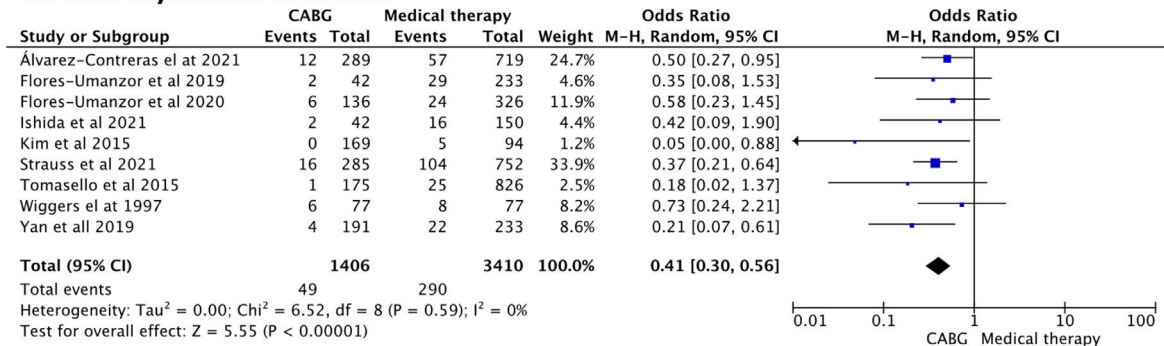 CABG Medical therapy Odds Ratio Odds Ratio
Study or Subgroup Events Total Events Total Weight M-H, Random, 95% CI M-H, Random, 95% CI
Álvarez-Contreras el at 2021 12 289 57 719 24.7% 0.50 [0.27, 0.95]
Flores-Umanzor et al 2019 2 42 29 233 4.6% 0.35 [0.08, 1.53]
Flores-Umanzor et al 2020 6 136 24 326 11.9% 0.58 [0.23, 1.45]
Ishida et al 2021 2 42 16 150 4.4% 0.42 [0.09, 1.90]
Kim et al 2015 0 169 5 94 1.2% 0.05 [0.00, 0.88]
Strauss et al 2021 16 285 104 752 33.9% 0.37 [0.21, 0.64]
Tomasello et al 2015 1 175 25 826 2.5% 0.18 [0.02, 1.37]
Wiggers el at 1997 6 77 8 77 8.2% 0.73 [0.24, 2.21]
Yan et all 2019 4 191 22 233 8.6% 0.21 [0.07, 0.61]
Total (95% CI) 1406 3410 100.0% 0.41 [0.30, 0.56]
Total events 49 290
Heterogeneity: Tau² = 0.00; Chi² = 6.52, df = 8 (P = 0.59); I² = 0%
Test for overall effect: Z = 5.55 (P < 0.00001)
0.01 0.1 1 10 100
CABG Medical therapy